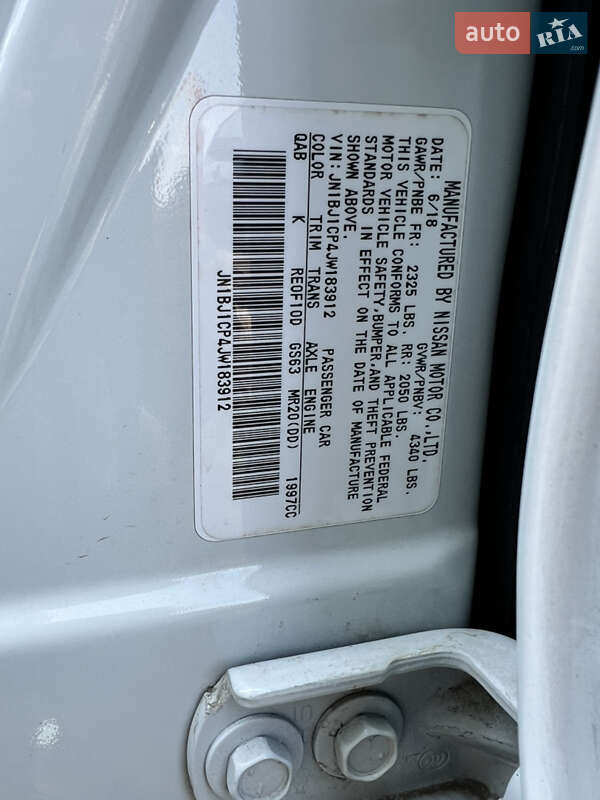 auto RIA .com
MANUFACTURED BY NISSAN MOTOR CO.,LTD.
DATE: 6/18 GVWR/PNBV: 4340 LBS.
GAWR/PNBE FR: 2325 LBS. RR: 2050 LBS.
THIS VEHICLE CONFORMS TO ALL APPLICABLE FEDERAL
MOTOR VEHICLE SAFETY,BUMPER,AND THEFT PREVENTION
STANDARDS IN EFFECT ON THE DATE OF MANUFACTURE
SHOWN ABOVE.
VIN:JN1BJ1CP4JW183912 PASSENGER CAR
COLOR TRIM TRANS AXLE ENGINE
QAB K RE0F10D GS63 MR20(DD) 1997CC
JN1BJ1CP4JW183912